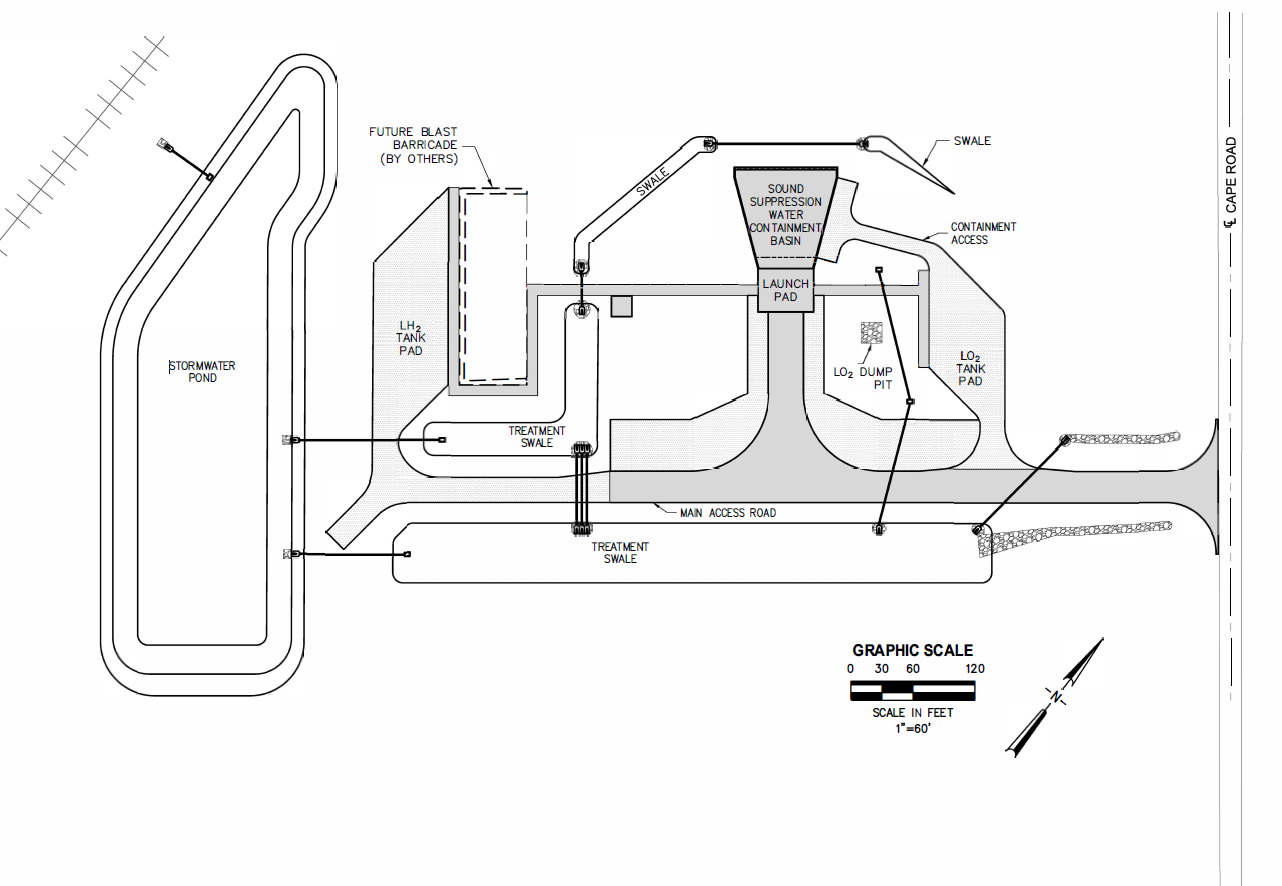 FUTURE BLAST
BARRICADE
(BY OTHERS)
SWALE
SWALE
SOUND
SUPPRESSION
WATER
CONTAINMENT
BASIN
CONTAINMENT
ACCESS
℄ CAPE ROAD
LAUNCH
PAD
LH₂
TANK
PAD
LO₂ DUMP
PIT
LO₂
TANK
PAD
STORMWATER
POND
TREATMENT
SWALE
MAIN ACCESS ROAD
TREATMENT
SWALE
GRAPHIC SCALE
0 30 60 120
SCALE IN FEET
1"=60'
N